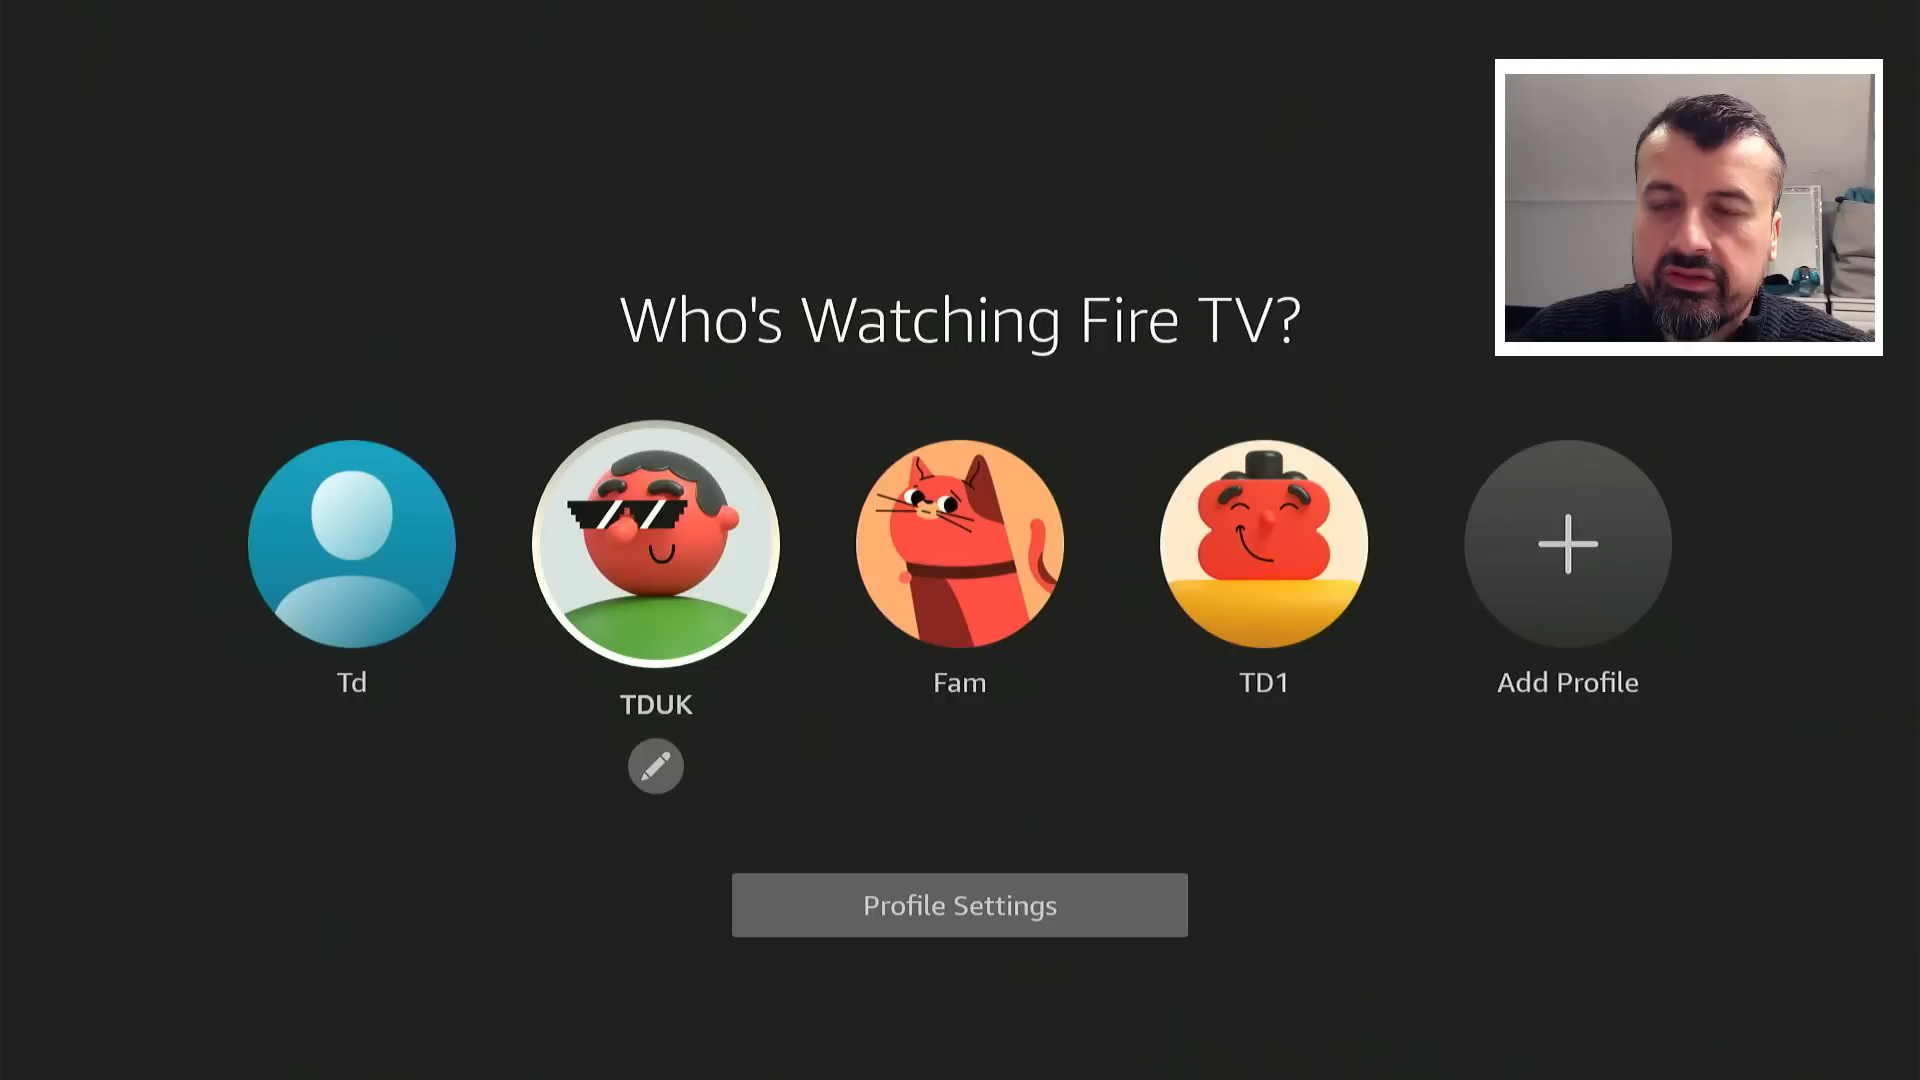 Who's Watching Fire TV?
Td
TDUK
Fam
TD1
Add Profile
Profile Settings